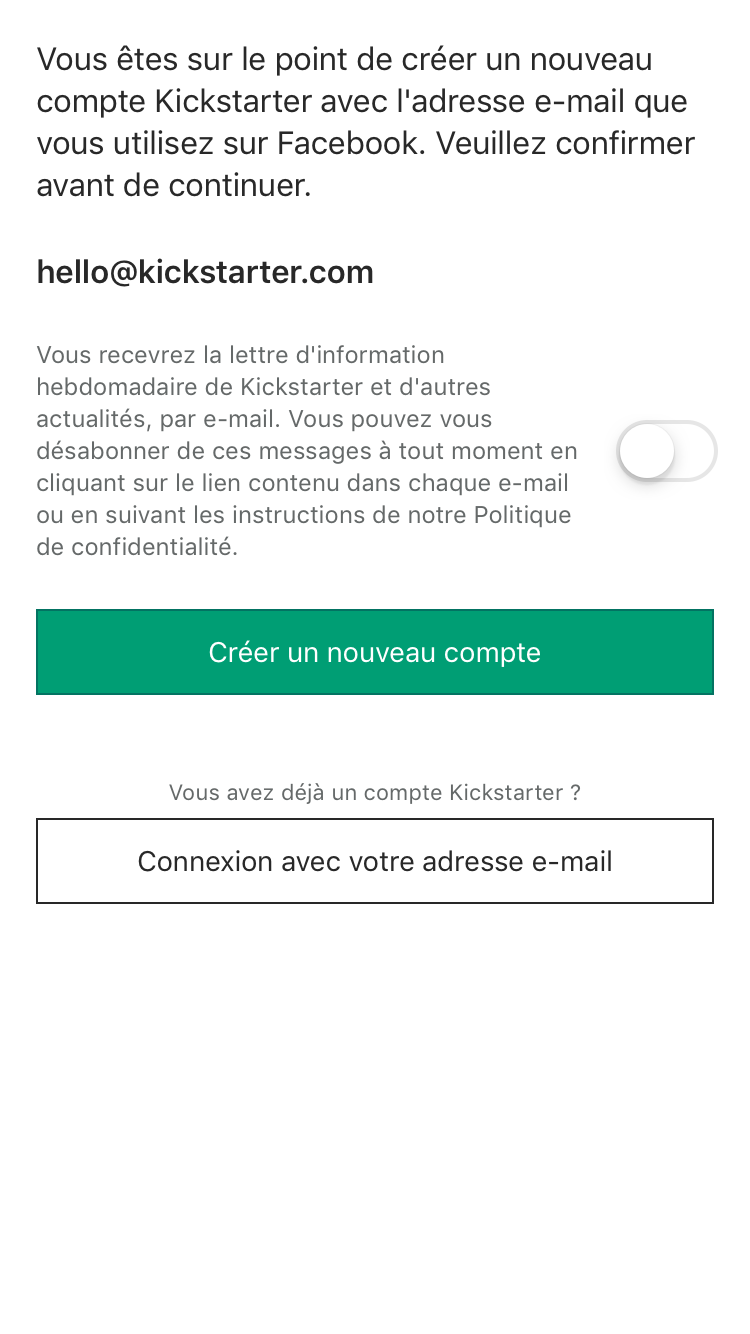 Vous êtes sur le point de créer un nouveau
compte Kickstarter avec l'adresse e-mail que
vous utilisez sur Facebook. Veuillez confirmer
avant de continuer.
hello@kickstarter.com
Vous recevrez la lettre d'information
hebdomadaire de Kickstarter et d'autres
actualités, par e-mail. Vous pouvez vous
désabonner de ces messages à tout moment en
cliquant sur le lien contenu dans chaque e-mail
ou en suivant les instructions de notre Politique
de confidentialité.
Créer un nouveau compte
Vous avez déjà un compte Kickstarter ?
Connexion avec votre adresse e-mail